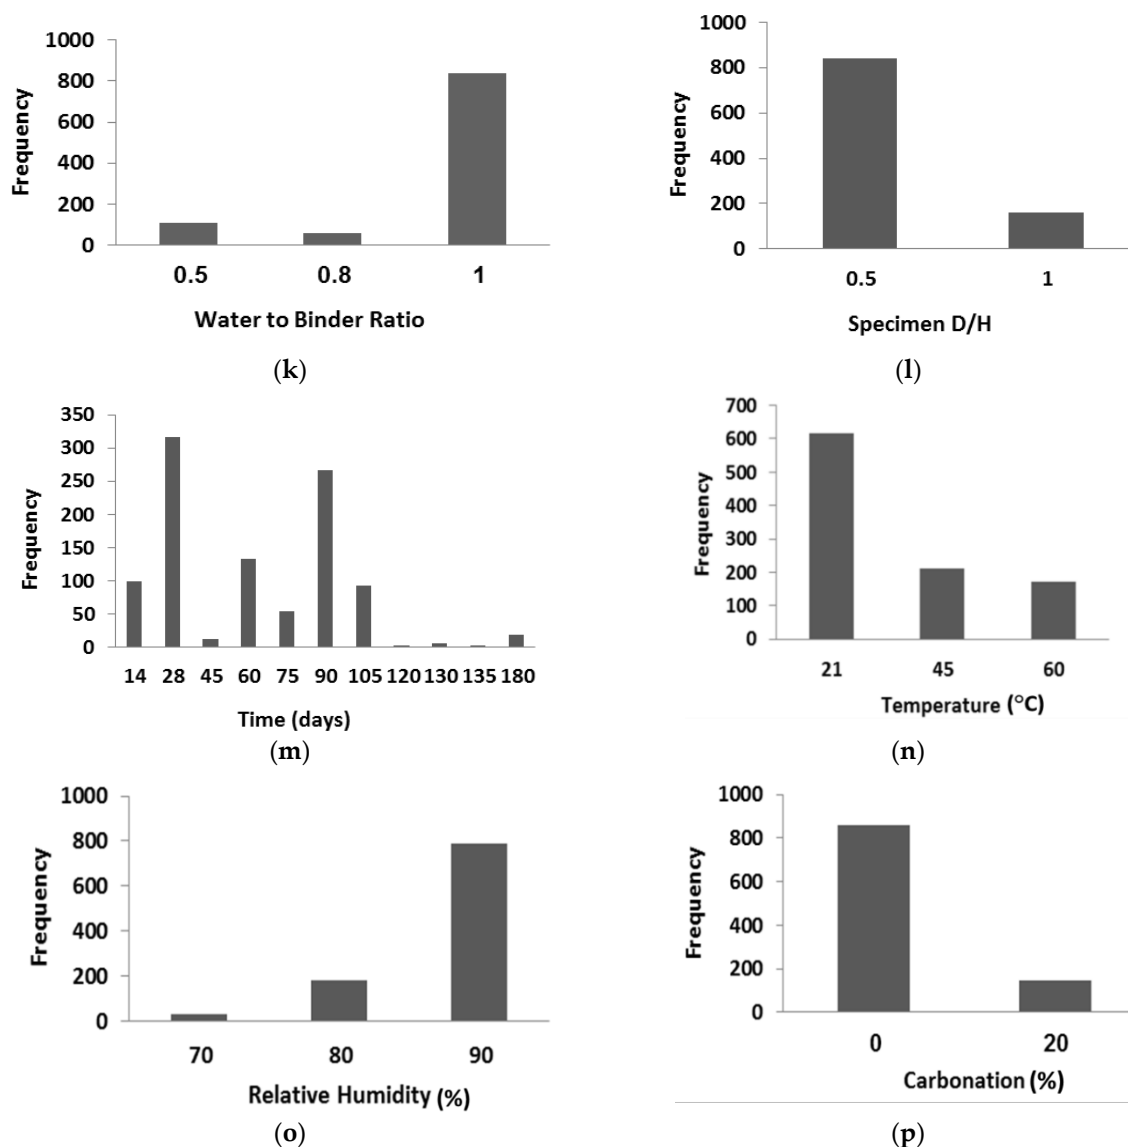 1000
800
600
400
200
0
Frequency
0.5 0.8 1
Water to Binder Ratio
(k)
1000
800
600
400
200
0
Frequency
0.5 1
Specimen D/H
(l)
350
300
250
200
150
100
50
0
Frequency
14 28 45 60 75 90 105 120 130 135 180
Time (days)
(m)
700
600
500
400
300
200
100
0
Frequency
21 45 60
Temperature (°C)
(n)
1000
800
600
400
200
0
Frequency
70 80 90
Relative Humidity (%)
(o)
1000
800
600
400
200
0
Frequency
0 20
Carbonation (%)
(p)